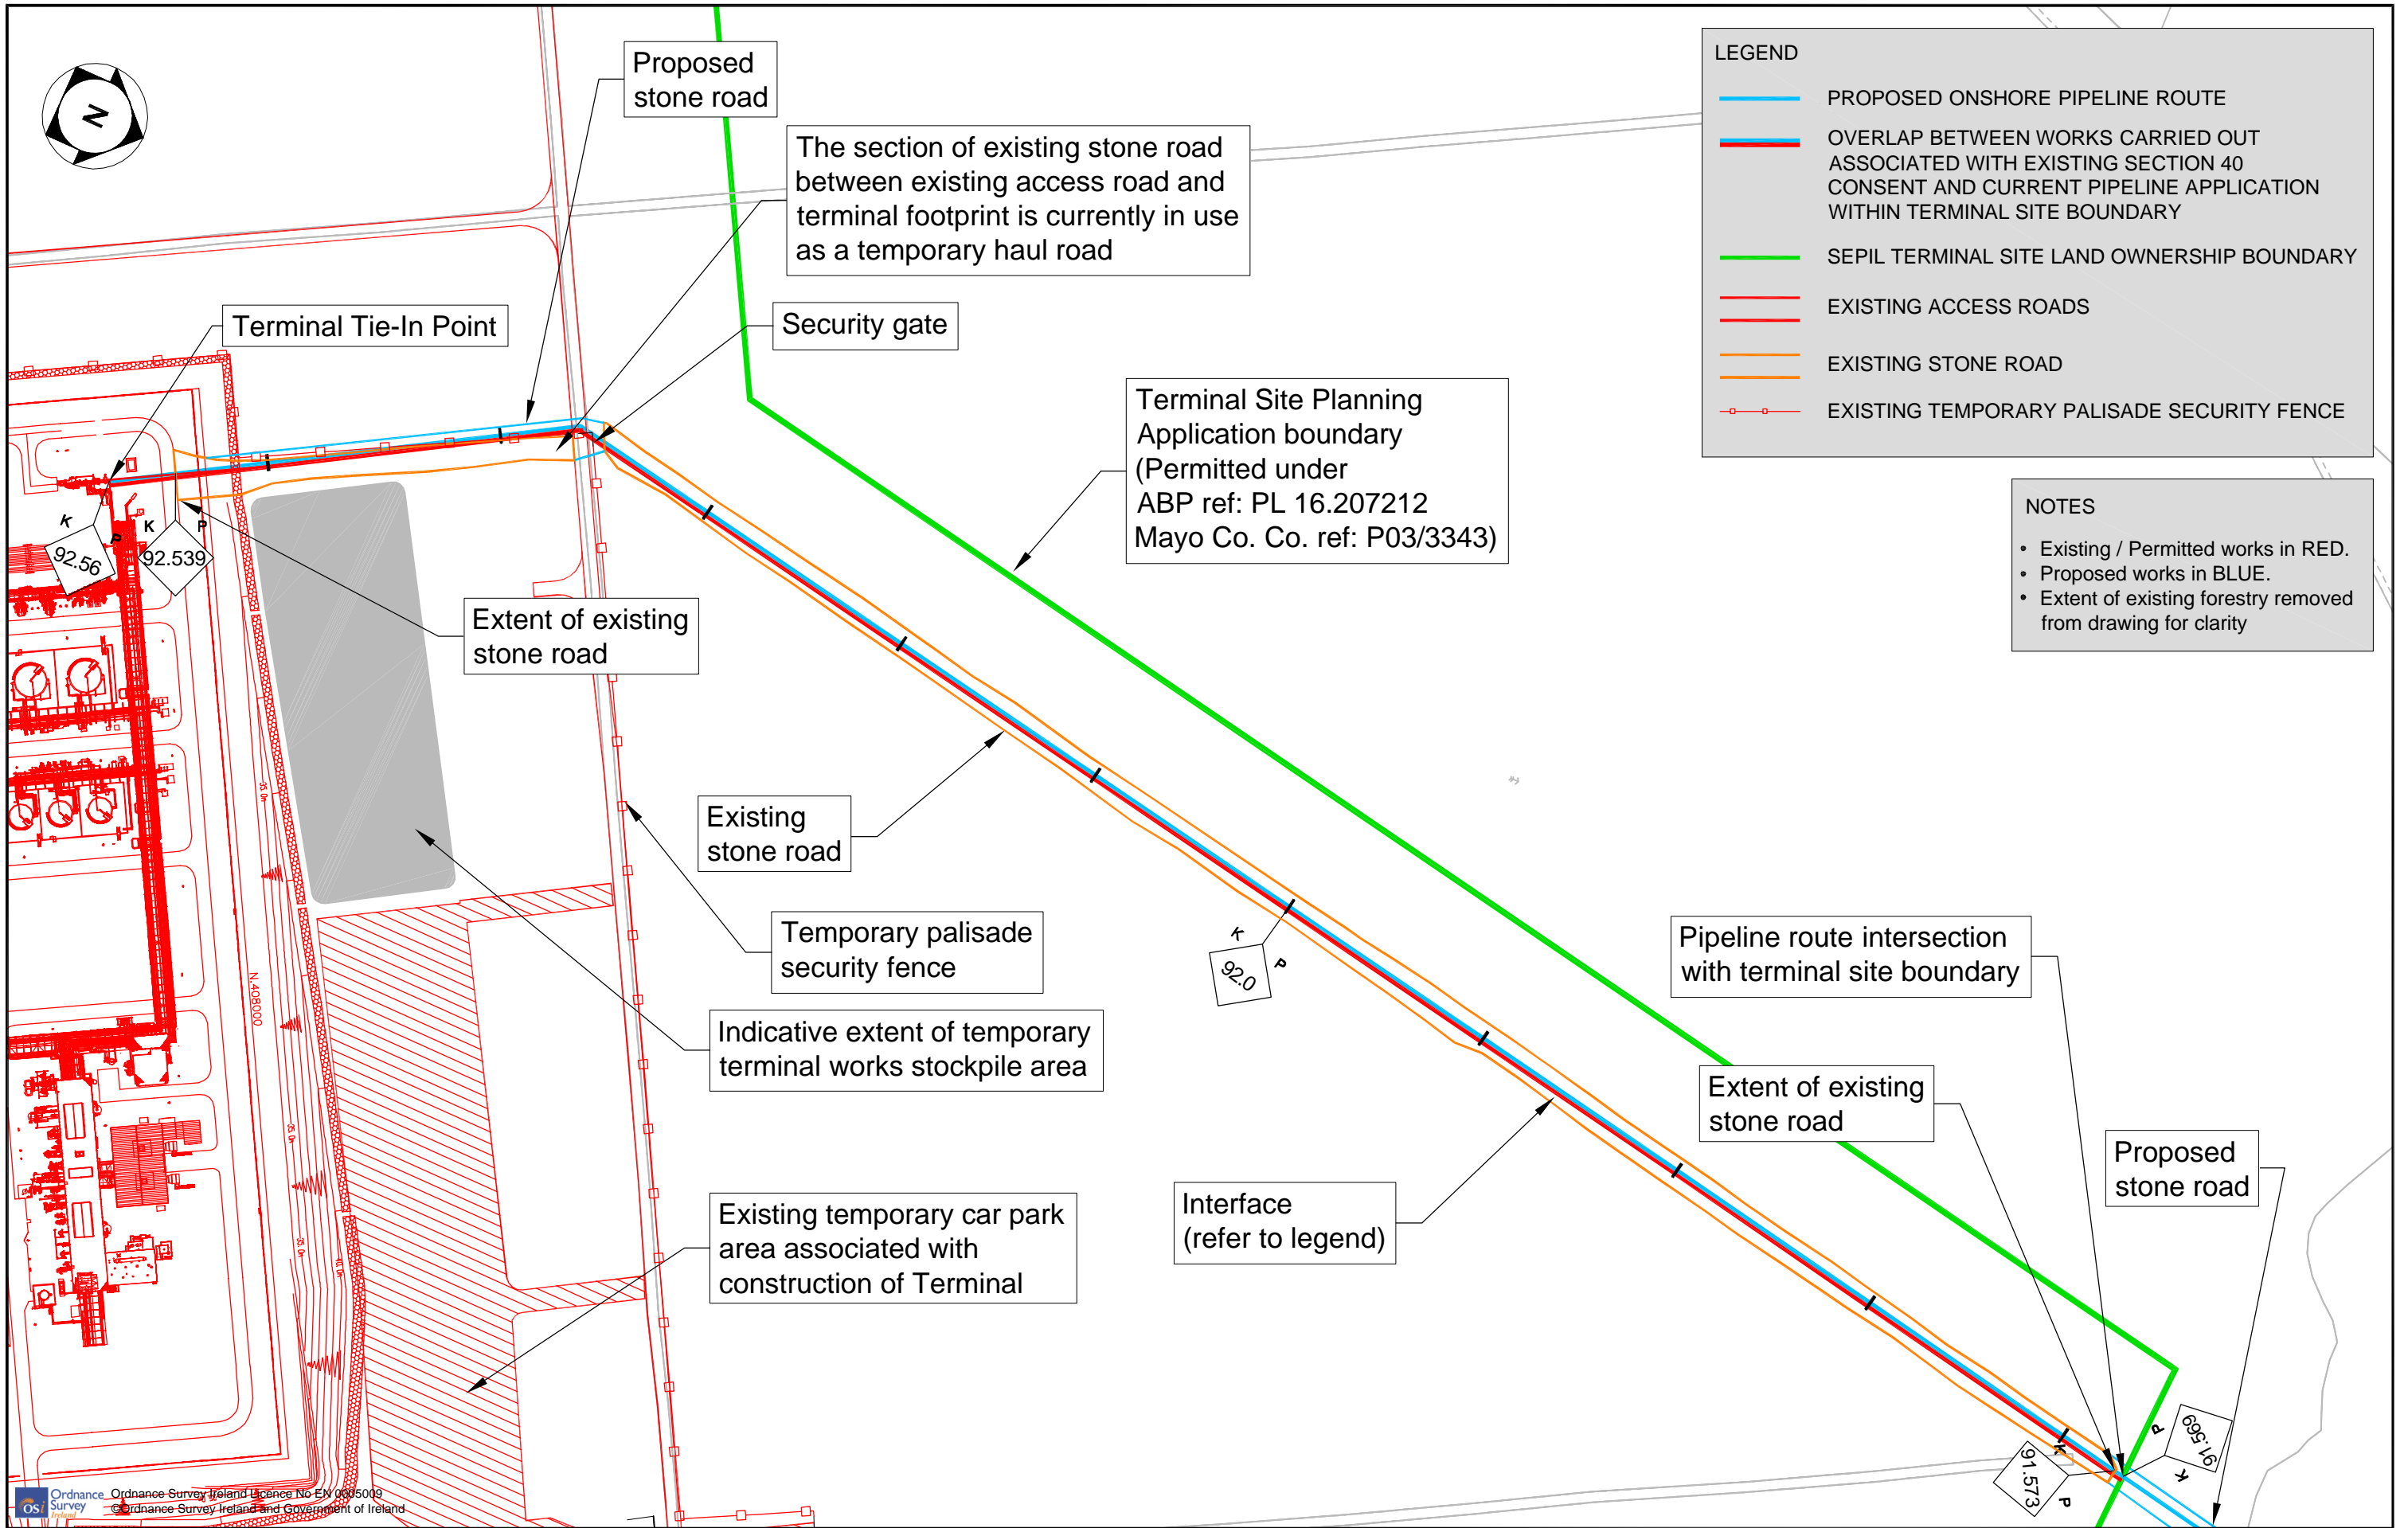 N
Proposed
stone road
The section of existing stone road
between existing access road and
terminal footprint is currently in use
as a temporary haul road
Terminal Tie-In Point
Security gate
Terminal Site Planning
Application boundary
(Permitted under
ABP ref: PL 16.207212
Mayo Co. Co. ref: P03/3343)
LEGEND
PROPOSED ONSHORE PIPELINE ROUTE
OVERLAP BETWEEN WORKS CARRIED OUT
ASSOCIATED WITH EXISTING SECTION 40
CONSENT AND CURRENT PIPELINE APPLICATION
WITHIN TERMINAL SITE BOUNDARY
SEPIL TERMINAL SITE LAND OWNERSHIP BOUNDARY
EXISTING ACCESS ROADS
EXISTING STONE ROAD
EXISTING TEMPORARY PALISADE SECURITY FENCE
NOTES
• Existing / Permitted works in RED.
• Proposed works in BLUE.
• Extent of existing forestry removed
from drawing for clarity
K P
92.56
K P
92.539
Extent of existing
stone road
Existing
stone road
Temporary palisade
security fence
Indicative extent of temporary
terminal works stockpile area
Existing temporary car park
area associated with
construction of Terminal
N 408000
K P
92.0
Interface
(refer to legend)
Pipeline route intersection
with terminal site boundary
Extent of existing
stone road
Proposed
stone road
K P
91.573
K P
91.569
OSi
Ordnance
Survey
Ireland
Ordnance Survey Ireland Licence No EN 0005009
©Ordnance Survey Ireland and Government of Ireland